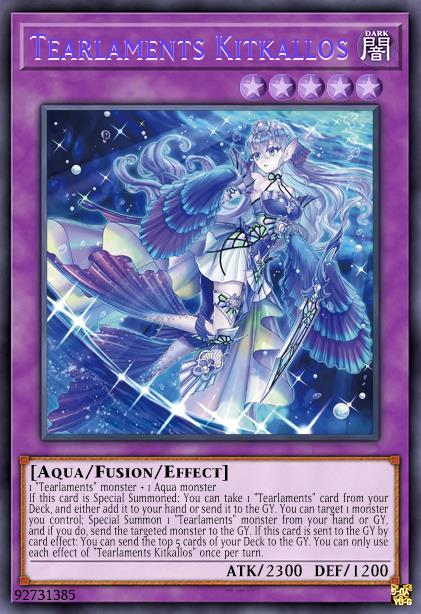 TEARLAMENTS KITKALLOS
DARK
闇
[AQUA/FUSION/EFFECT]
1 "Tearlaments" monster + 1 Aqua monster
If this card is Special Summoned: You can take 1 "Tearlaments" card from your
Deck, and either add it to your hand or send it to the GY. You can target 1 monster
you control; Special Summon 1 "Tearlaments" monster from your hand or GY,
and if you do, send the targeted monster to the GY. If this card is sent to the GY by
card effect: You can send the top 5 cards of your Deck to the GY. You can only use
each effect of "Tearlaments Kitkallos" once per turn.
ATK/2300 DEF/1200
92731385